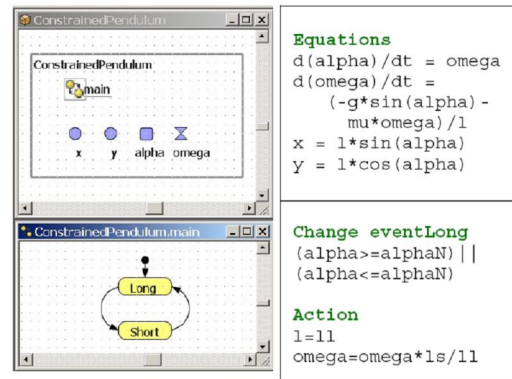 ConstrainedPendulum
ConstrainedPendulum
main
x y alpha omega
ConstrainedPendulum.main
Long
Short
Equations
d(alpha)/dt = omega
d(omega)/dt =
(-g*sin(alpha)-
mu*omega)/l
x = l*sin(alpha)
y = l*cos(alpha)
Change eventLong
(alpha>=alphaN)||
(alpha<=alphaN)
Action
l=ll
omega=omega*ls/ll